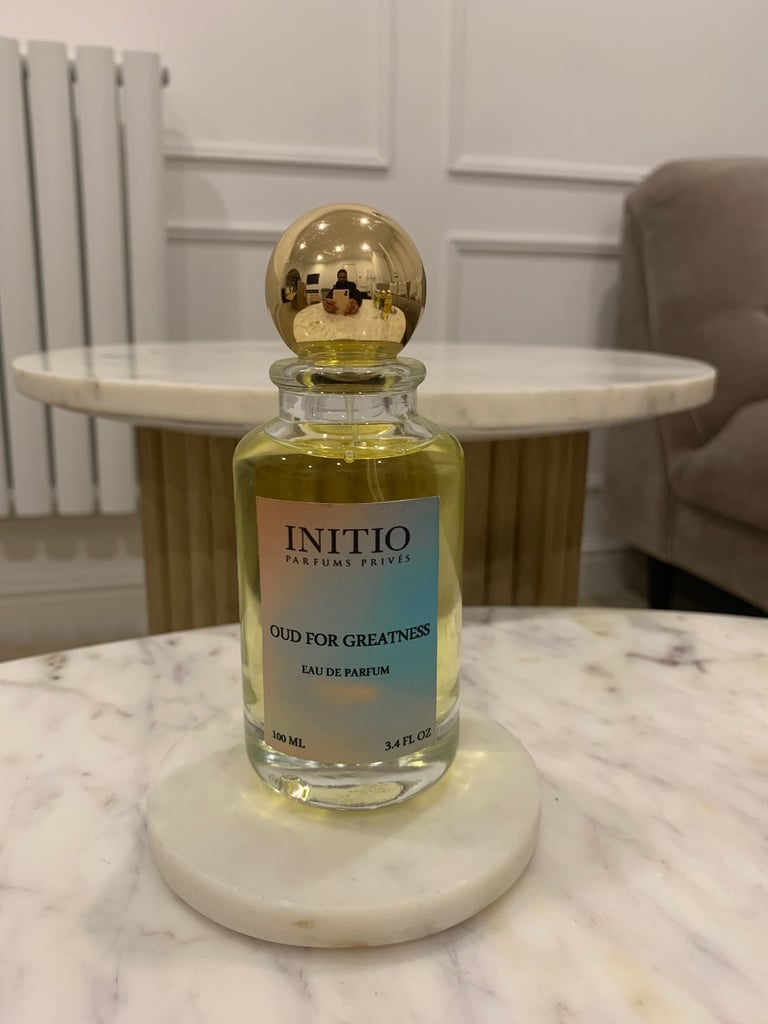 INITIO
PARFUMS PRIVÉS
OUD FOR GREATNESS
EAU DE PARFUM
100 ML
3.4 FL OZ